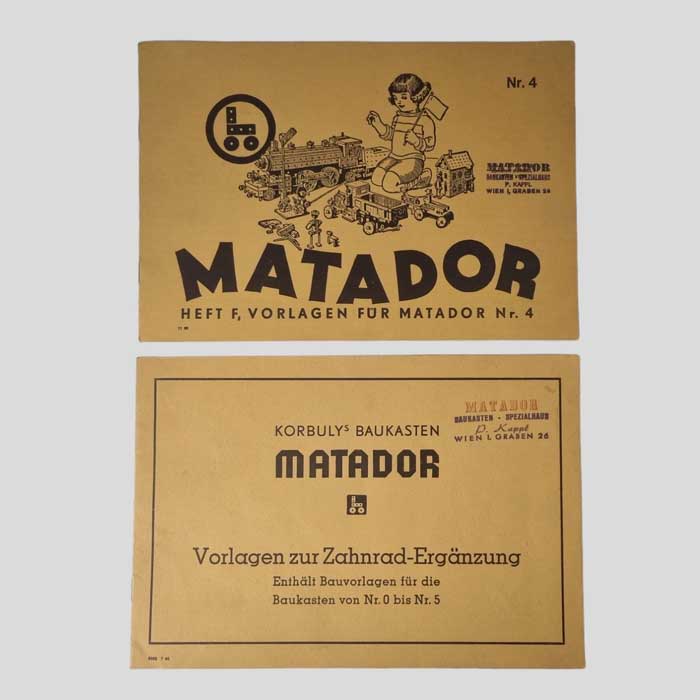 Nr. 4
MATADOR
BAUKASTEN - SPEZIALHAUS
P. KAPPL
WIEN I, GRABEN 26
MATADOR
HEFT F, VORLAGEN FÜR MATADOR Nr. 4
MATADOR
BAUKASTEN - SPEZIALHAUS
P. Kappl
WIEN I, GRABEN 26
KORBULYS BAUKASTEN
MATADOR
Vorlagen zur Zahnrad-Ergänzung
Enthält Bauvorlagen für die
Baukasten von Nr. 0 bis Nr. 5